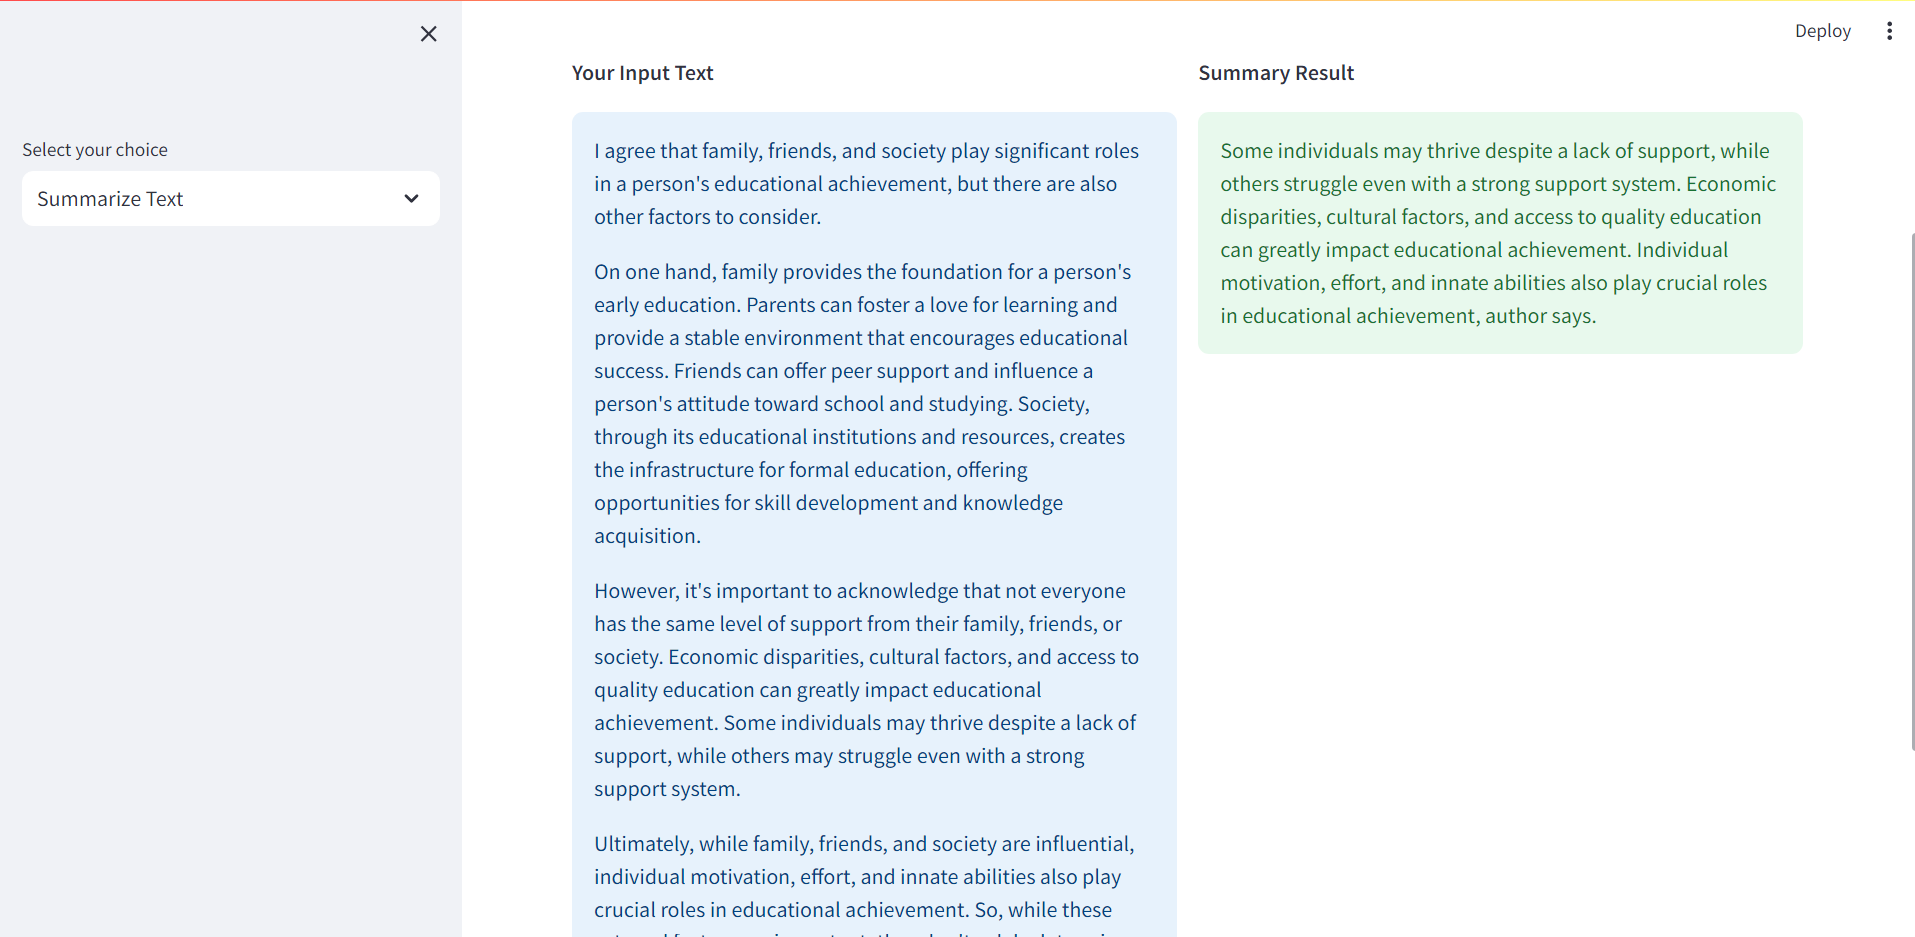 Deploy
Select your choice
Summarize Text
Your Input Text
I agree that family, friends, and society play significant roles
in a person's educational achievement, but there are also
other factors to consider.
On one hand, family provides the foundation for a person's
early education. Parents can foster a love for learning and
provide a stable environment that encourages educational
success. Friends can offer peer support and influence a
person's attitude toward school and studying. Society,
through its educational institutions and resources, creates
the infrastructure for formal education, offering
opportunities for skill development and knowledge
acquisition.
However, it's important to acknowledge that not everyone
has the same level of support from their family, friends, or
society. Economic disparities, cultural factors, and access to
quality education can greatly impact educational
achievement. Some individuals may thrive despite a lack of
support, while others may struggle even with a strong
support system.
Ultimately, while family, friends, and society are influential,
individual motivation, effort, and innate abilities also play
crucial roles in educational achievement. So, while these
Summary Result
Some individuals may thrive despite a lack of support, while
others struggle even with a strong support system. Economic
disparities, cultural factors, and access to quality education
can greatly impact educational achievement. Individual
motivation, effort, and innate abilities also play crucial roles
in educational achievement, author says.